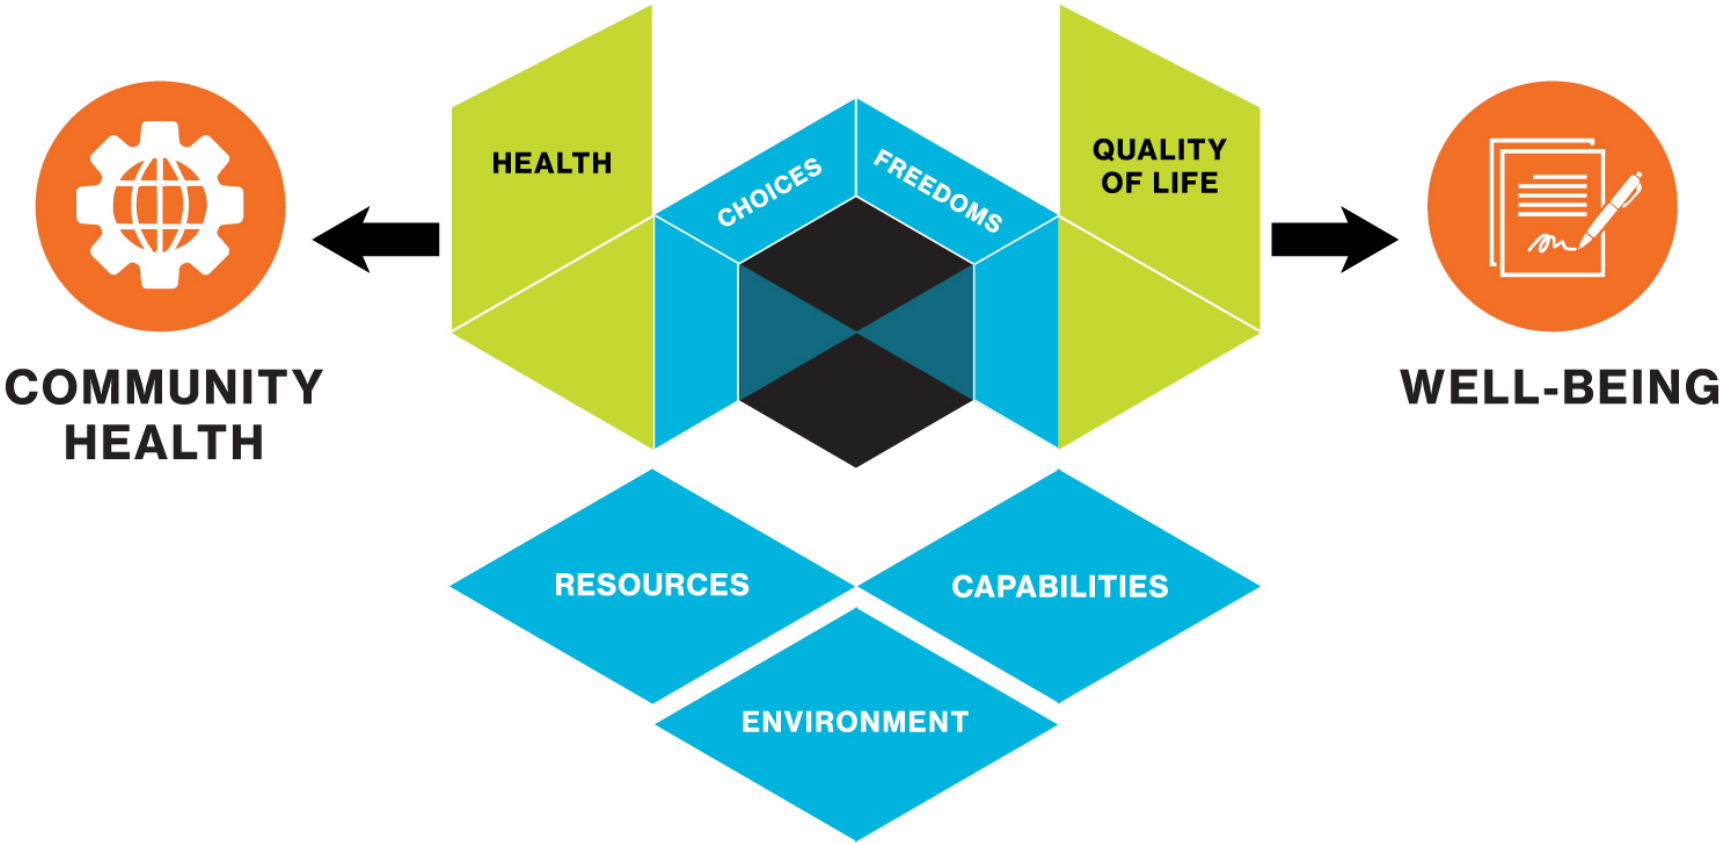 HEALTH
CHOICES
FREEDOMS
QUALITY
OF LIFE
COMMUNITY
HEALTH
WELL-BEING
RESOURCES
CAPABILITIES
ENVIRONMENT